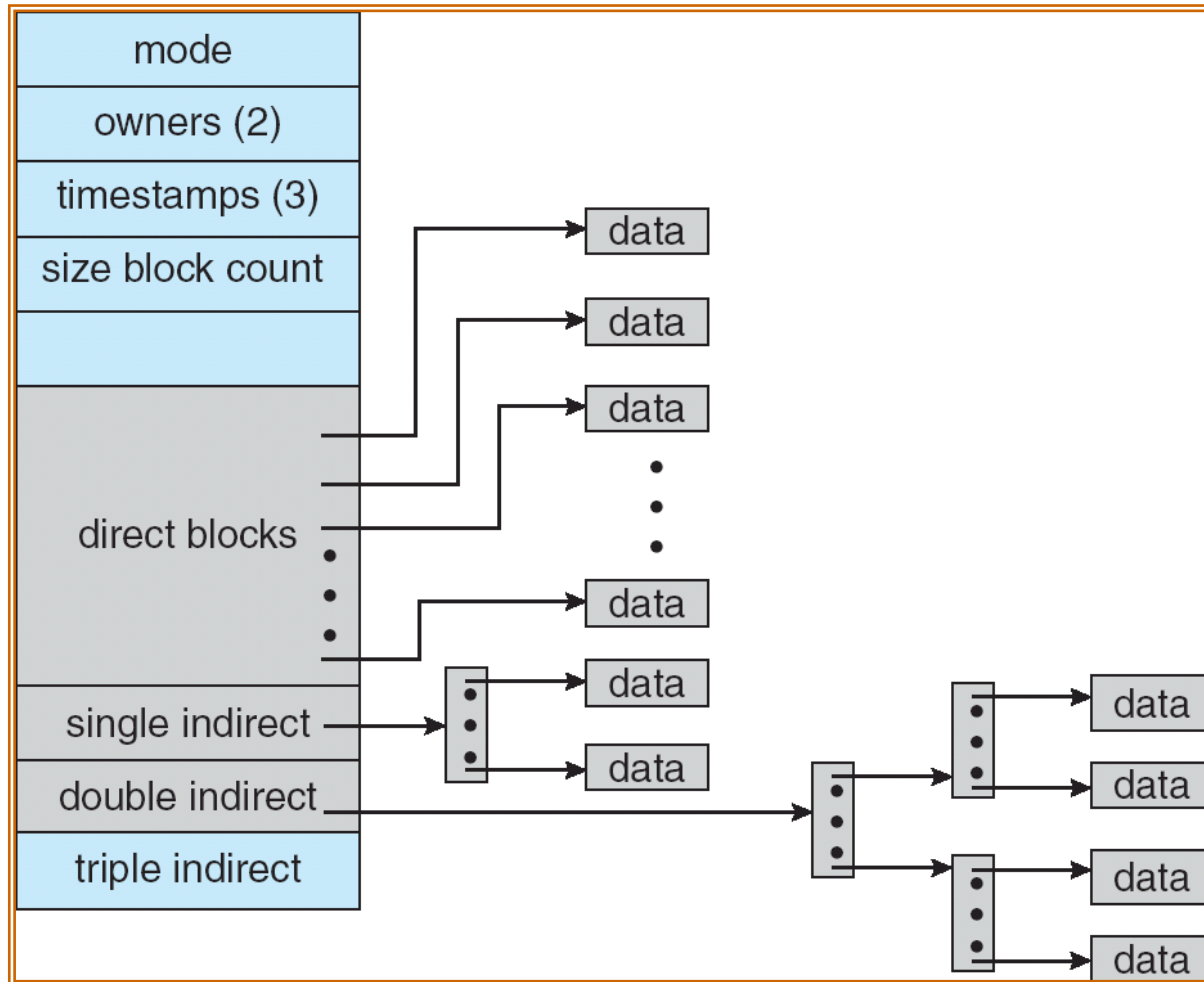 mode
owners (2)
timestamps (3)
size block count
direct blocks
single indirect
double indirect
triple indirect
data
data
data
data
data
data
data
data
data
data